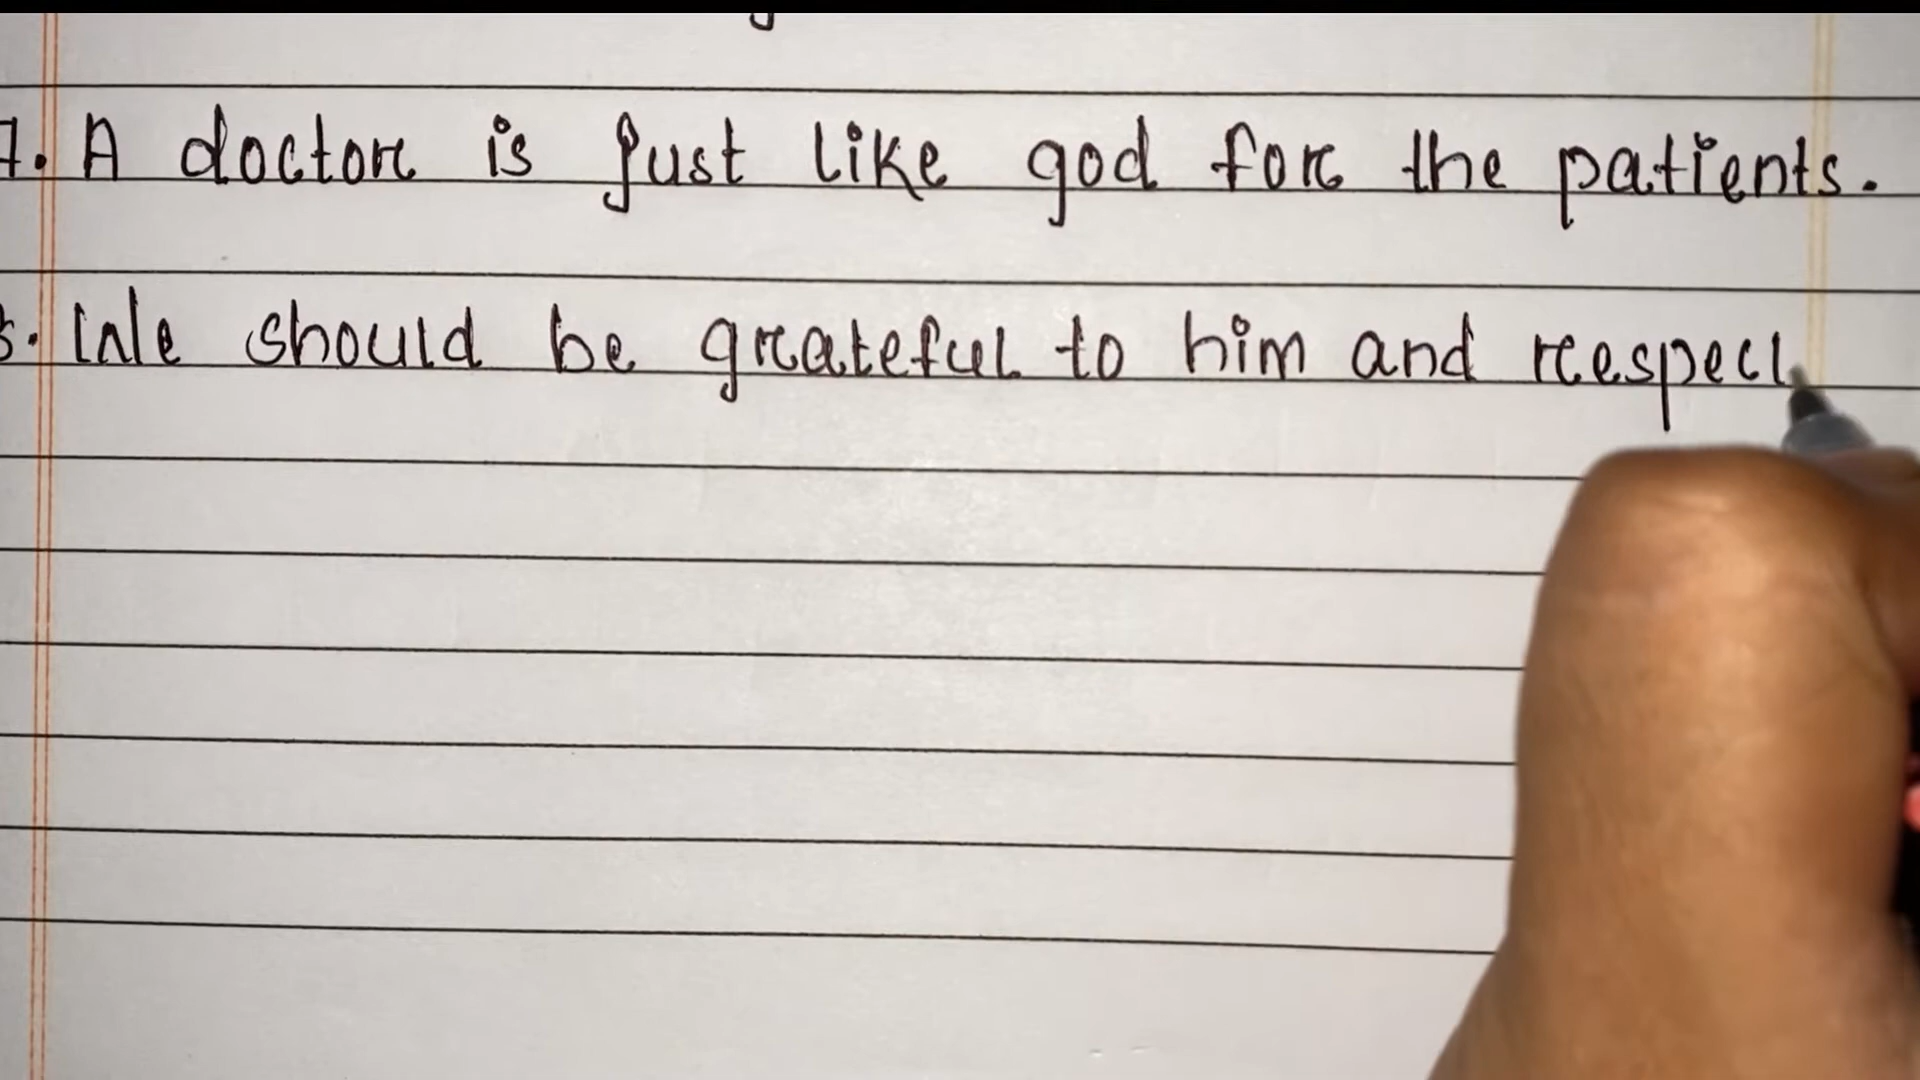 7. A doctor is just like god for the patients.
8. We should be grateful to him and respect